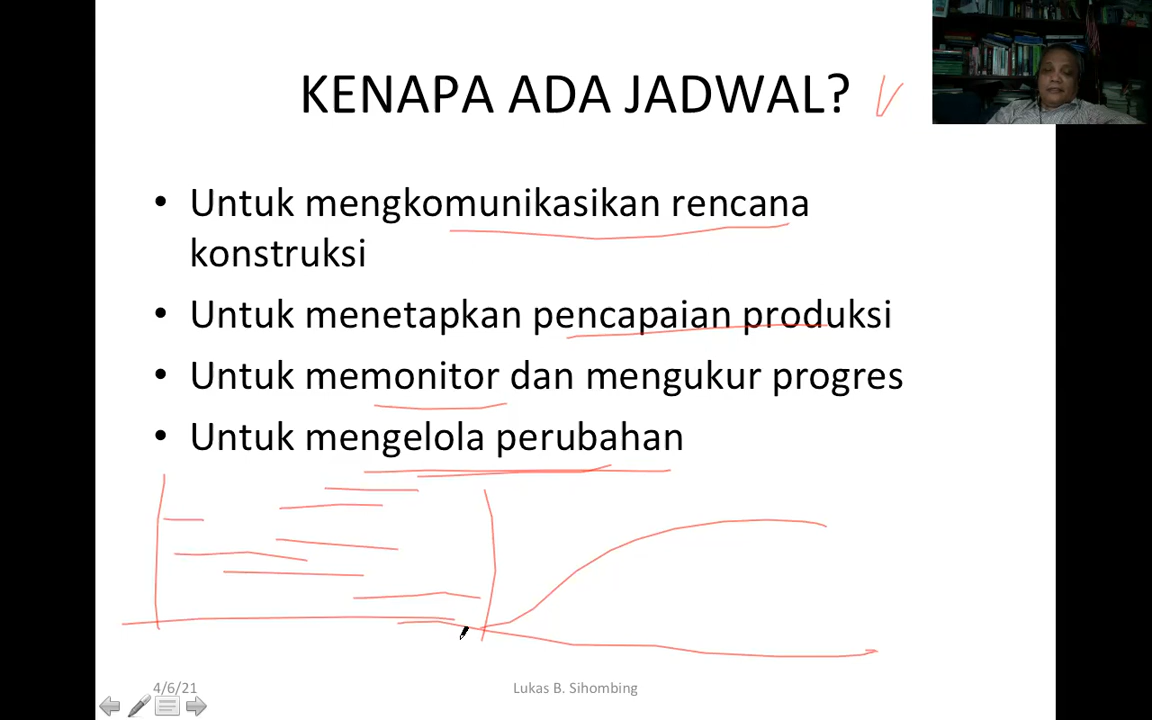 KENAPA ADA JADWAL?
• Untuk mengkomunikasikan rencana
konstruksi
• Untuk menetapkan pencapaian produksi
• Untuk memonitor dan mengukur progres
• Untuk mengelola perubahan
4/6/21
Lukas B. Sihombing